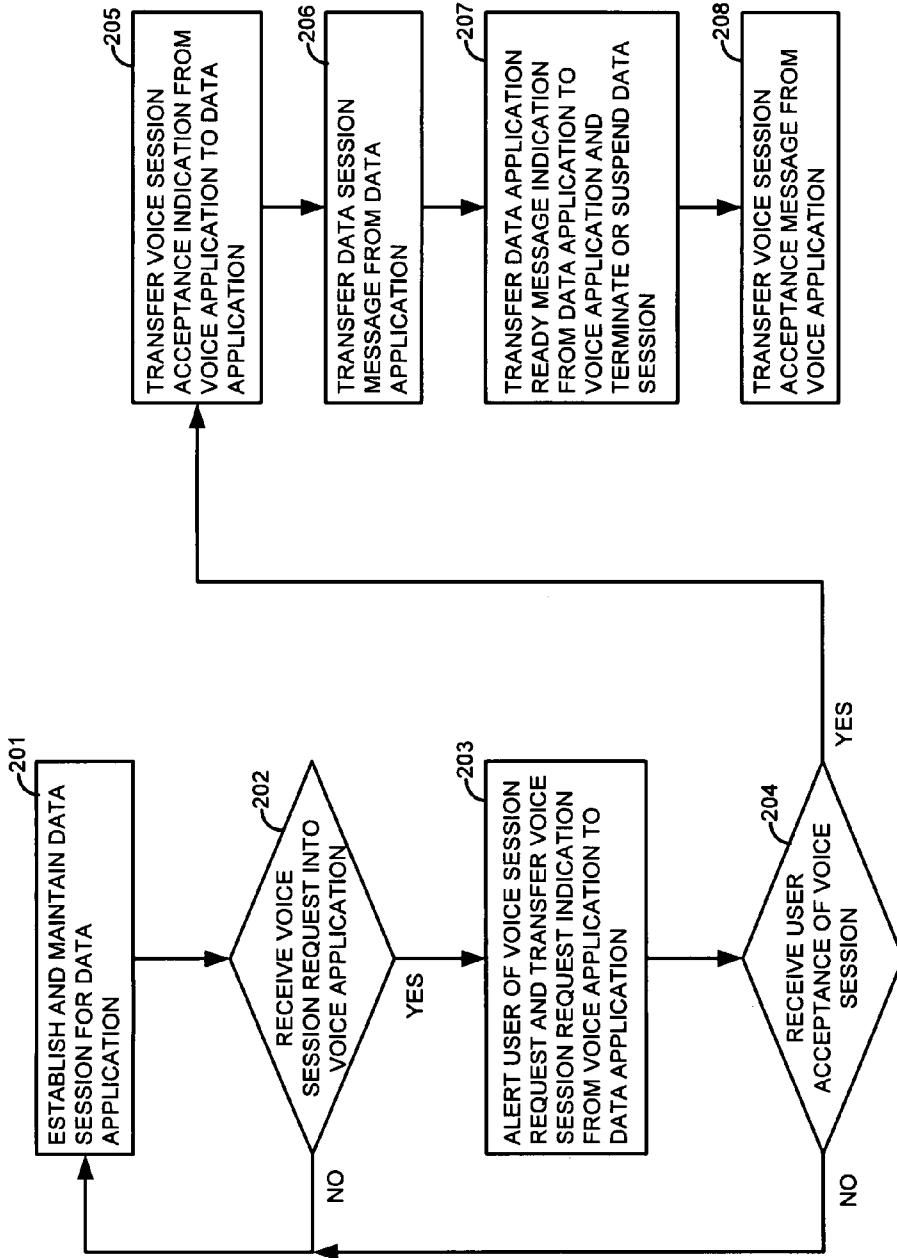 201
ESTABLISH AND MAINTAIN DATA
SESSION FOR DATA
APPLICATION
202
RECEIVE VOICE
SESSION REQUEST INTO
VOICE APPLICATION
NO
YES
203
ALERT USER OF VOICE SESSION
REQUEST AND TRANSFER VOICE
SESSION REQUEST INDICATION
FROM VOICE APPLICATION TO
DATA APPLICATION
204
RECEIVE USER
ACCEPTANCE OF VOICE
SESSION
NO
YES
205
TRANSFER VOICE SESSION
ACCEPTANCE INDICATION FROM
VOICE APPLICATION TO DATA
APPLICATION
206
TRANSFER DATA SESSION
MESSAGE FROM DATA
APPLICATION
207
TRANSFER DATA APPLICATION
READY MESSAGE INDICATION
FROM DATA APPLICATION TO
VOICE APPLICATION AND
TERMINATE OR SUSPEND DATA
SESSION
208
TRANSFER VOICE SESSION
ACCEPTANCE MESSAGE FROM
VOICE APPLICATION